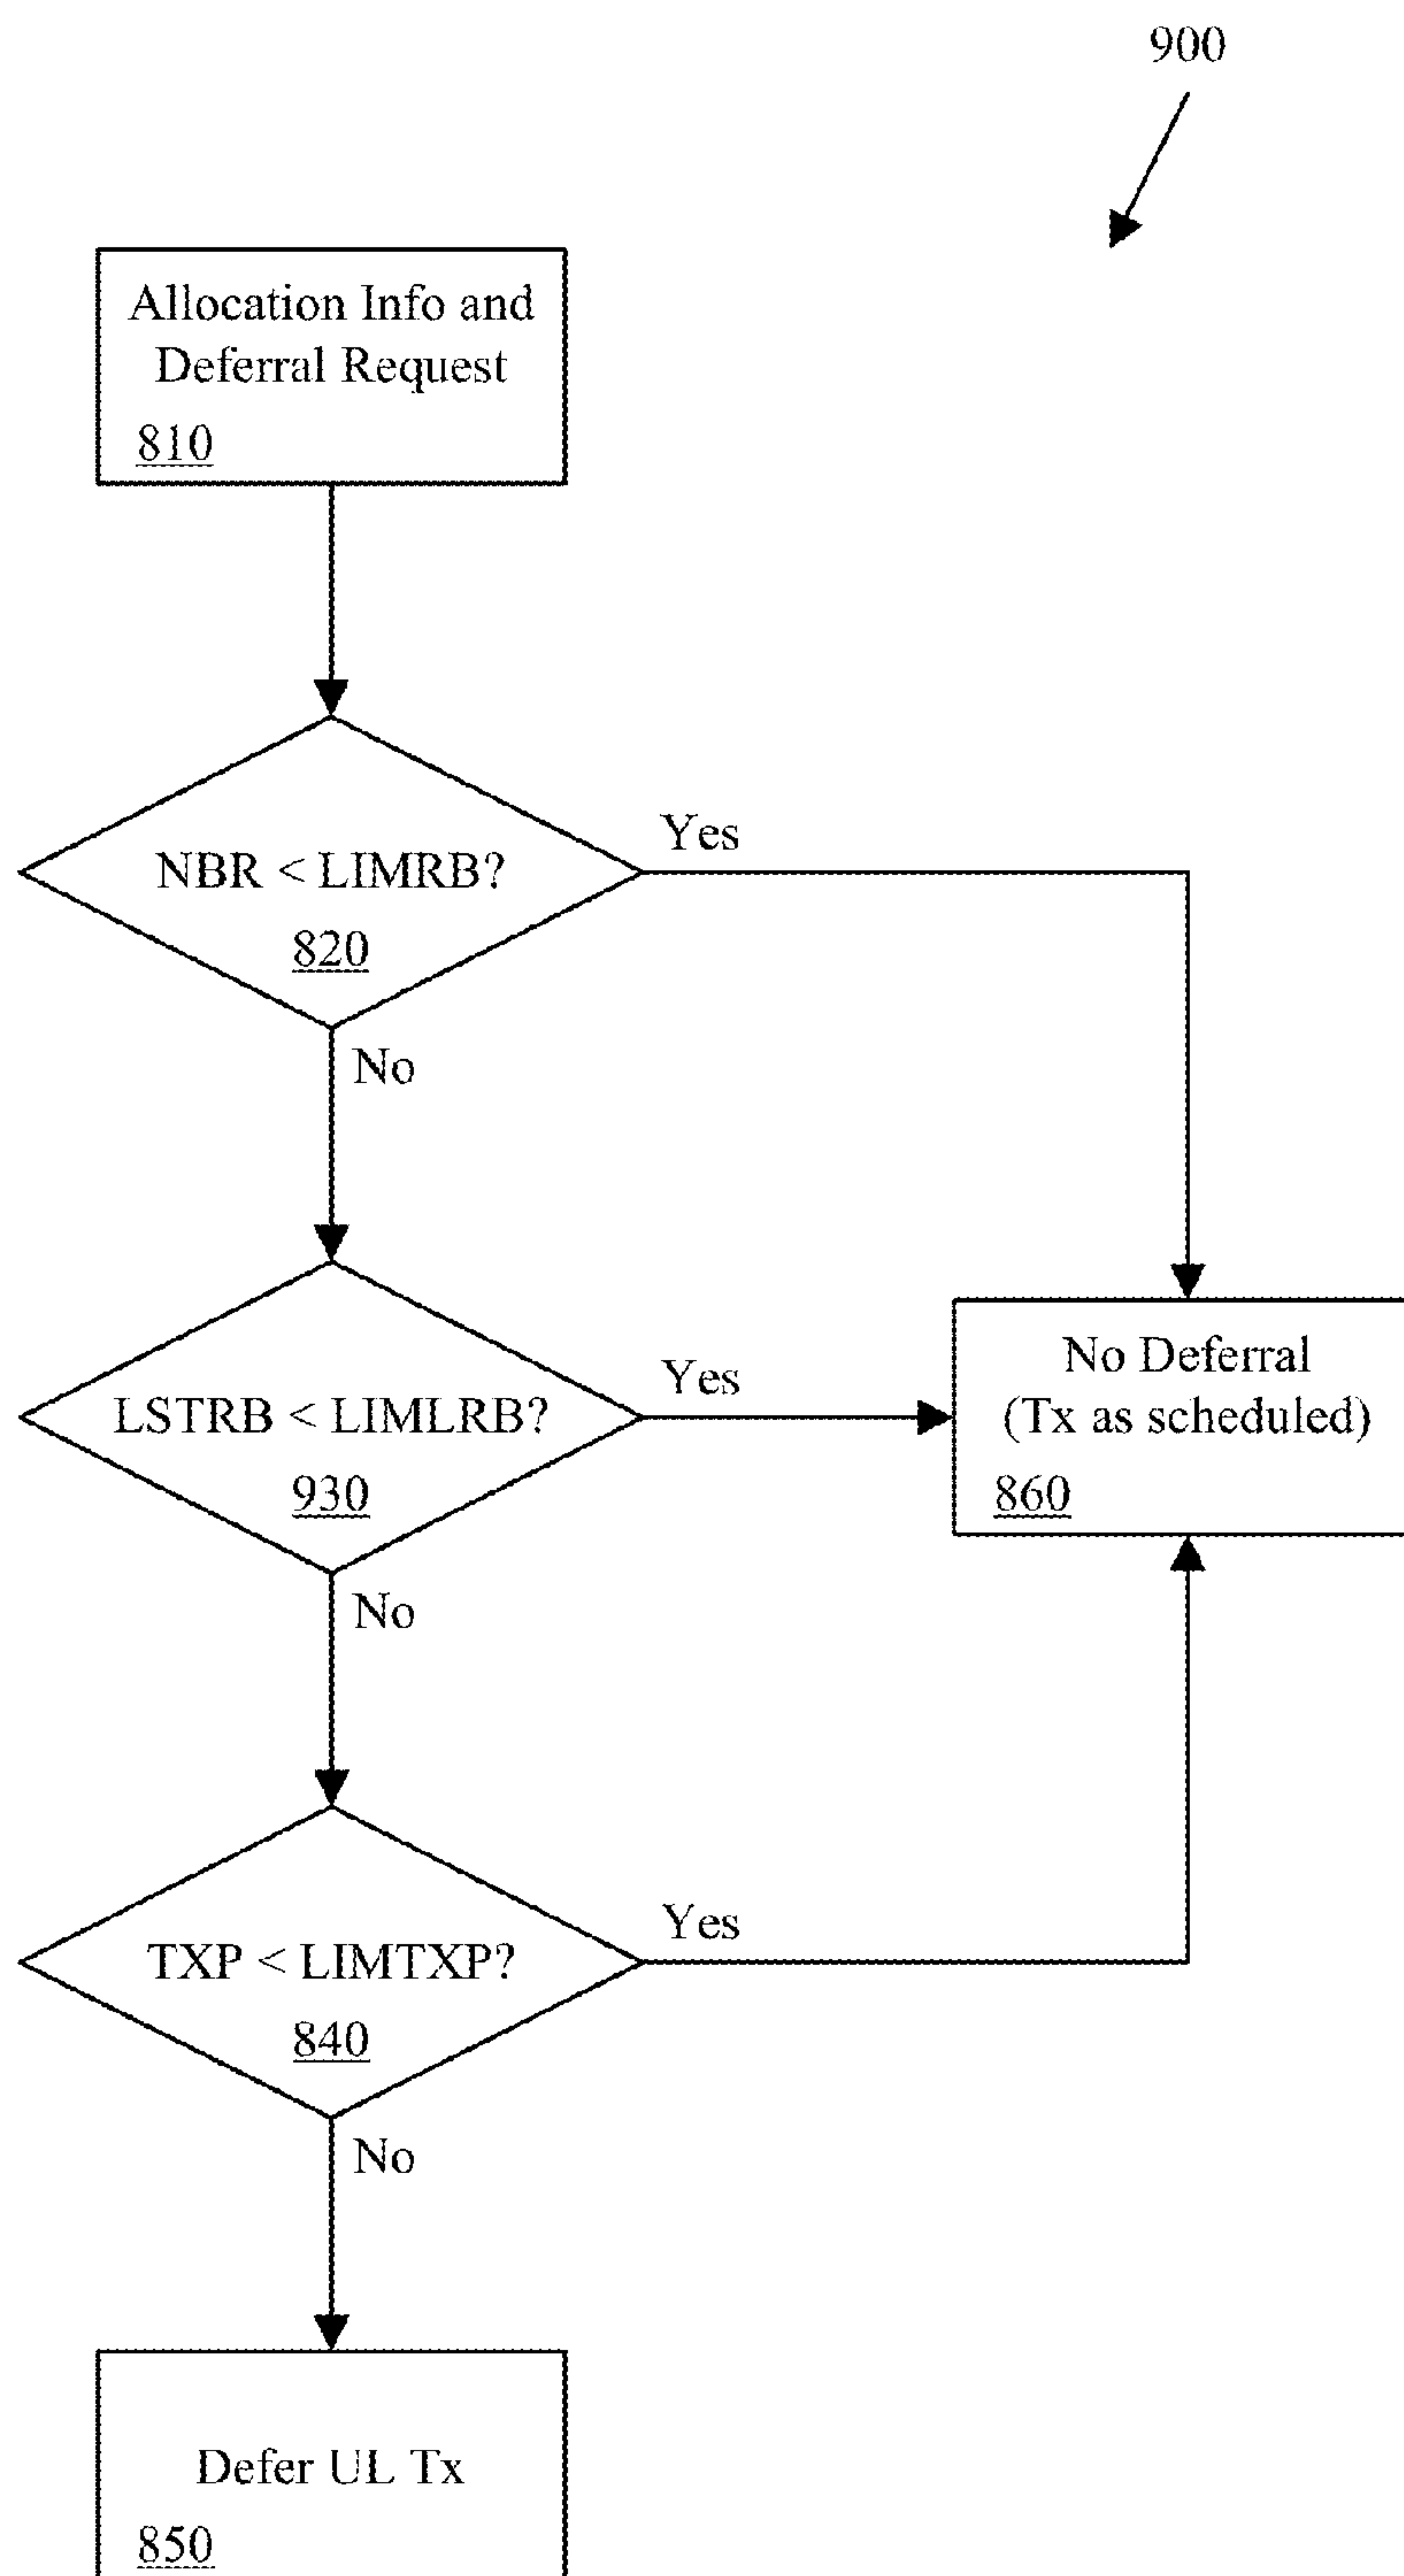 900
Allocation Info and
Deferral Request
810
NBR < LIMRB?
820
Yes
No
LSTRB < LIMLRB?
930
Yes
No
No Deferral
(Tx as scheduled)
860
TXP < LIMTXP?
840
Yes
No
Defer UL Tx
850